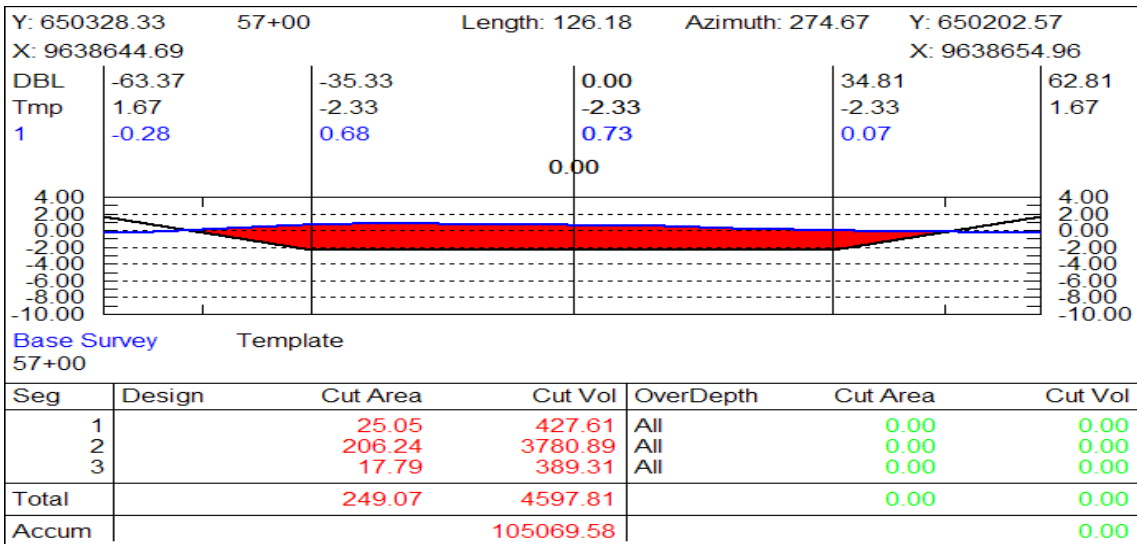 Y: 650328.33 57+00 Length: 126.18 Azimuth: 274.67 Y: 650202.57
X: 9638644.69 X: 9638654.96
DBL -63.37 -35.33 0.00 34.81 62.81
Tmp 1.67 -2.33 -2.33 -2.33 1.67
1 -0.28 0.68 0.73 0.07
0.00
4.00 4.00
2.00 2.00
0.00 0.00
-2.00 -2.00
-4.00 -4.00
-6.00 -6.00
-8.00 -8.00
-10.00 -10.00
Base Survey Template
57+00
Seg Design Cut Area Cut Vol OverDepth Cut Area Cut Vol
1 25.05 427.61 All 0.00 0.00
2 206.24 3780.89 All 0.00 0.00
3 17.79 389.31 All 0.00 0.00
Total 249.07 4597.81 0.00 0.00
Accum 105069.58 0.00